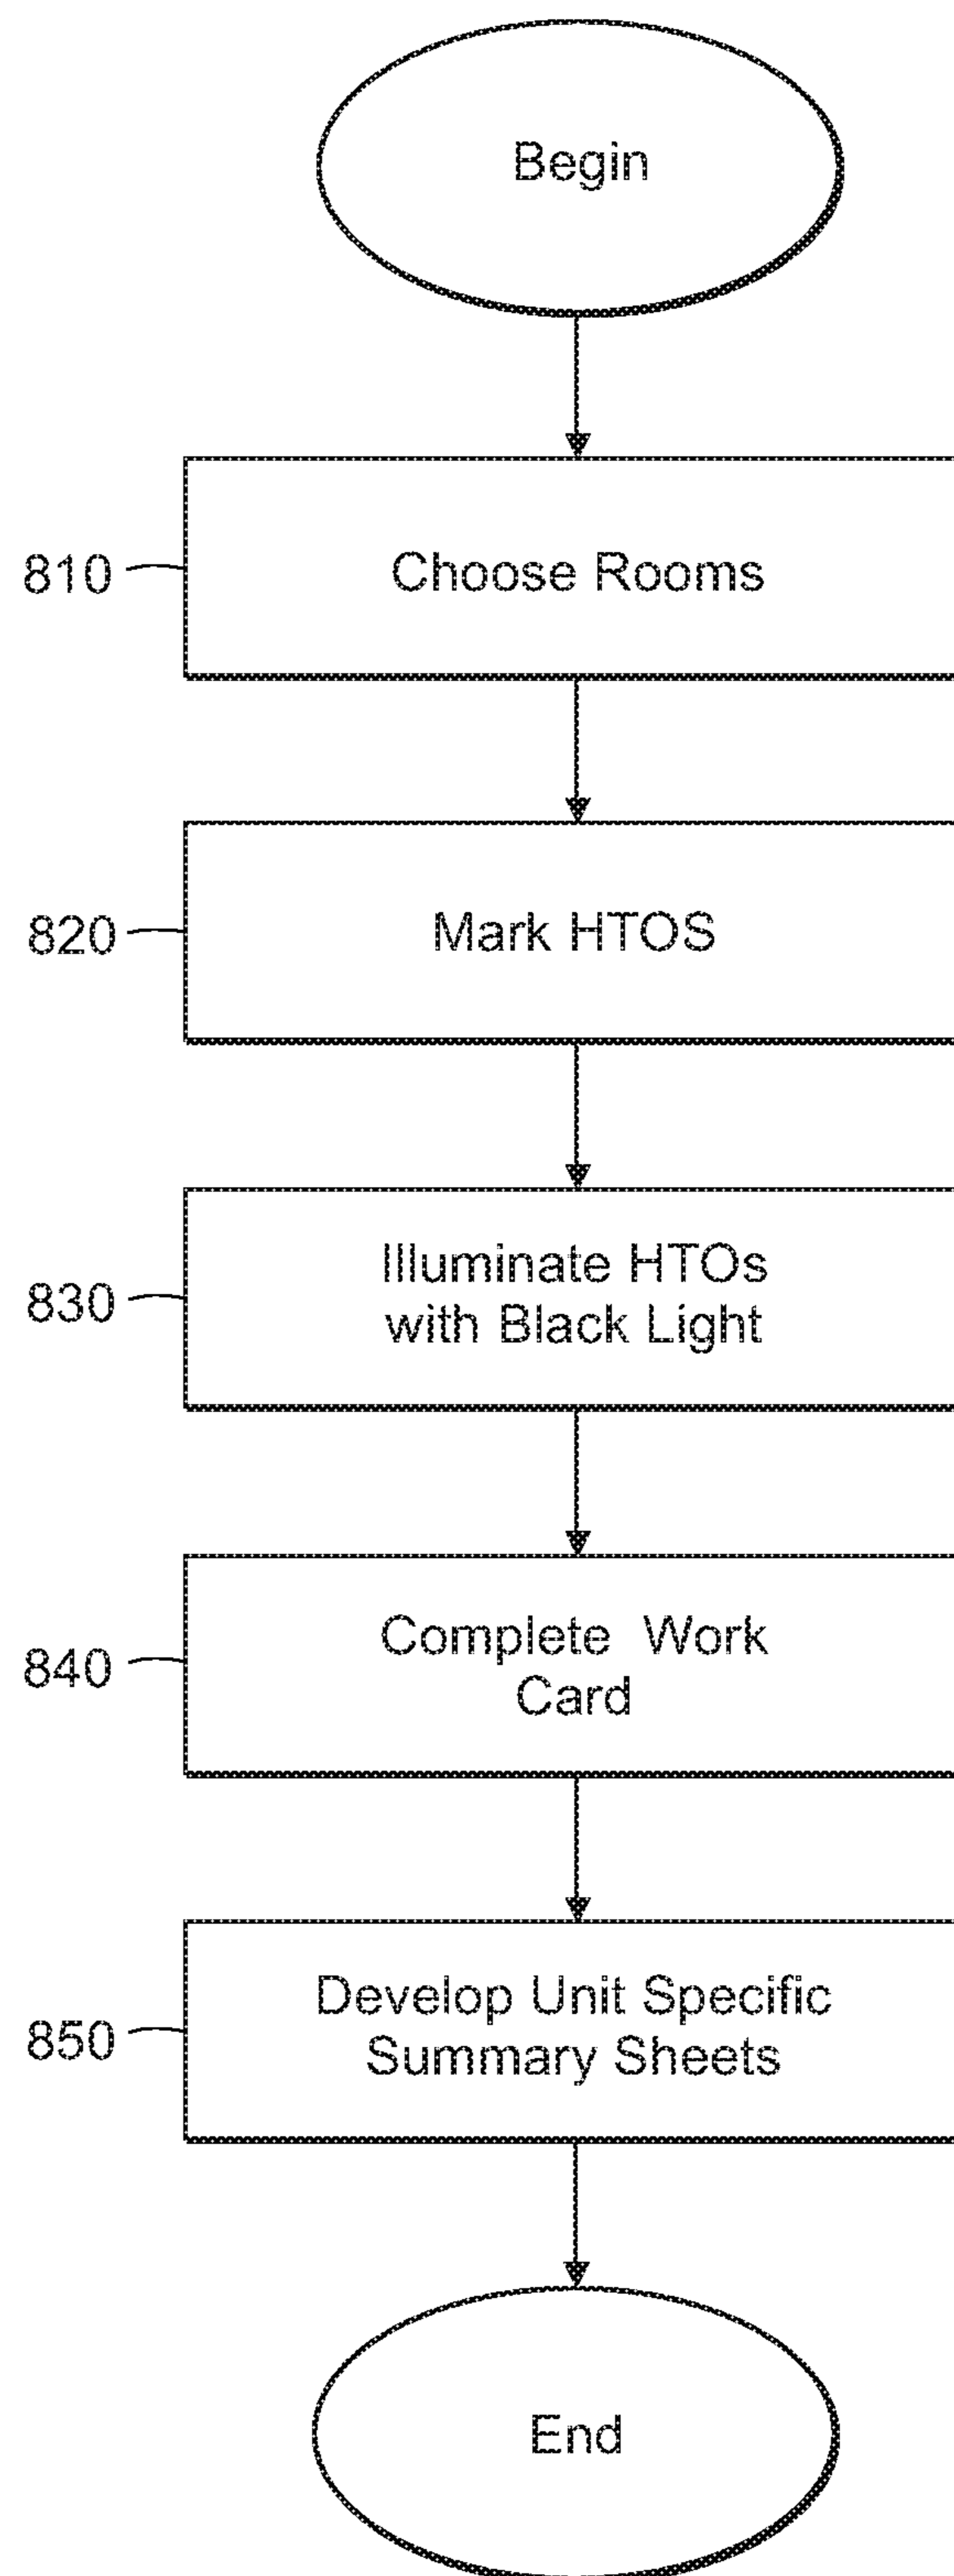 Begin
810
Choose Rooms
820
Mark HTOS
830
Illuminate HTOs
with Black Light
840
Complete Work
Card
850
Develop Unit Specific
Summary Sheets
End